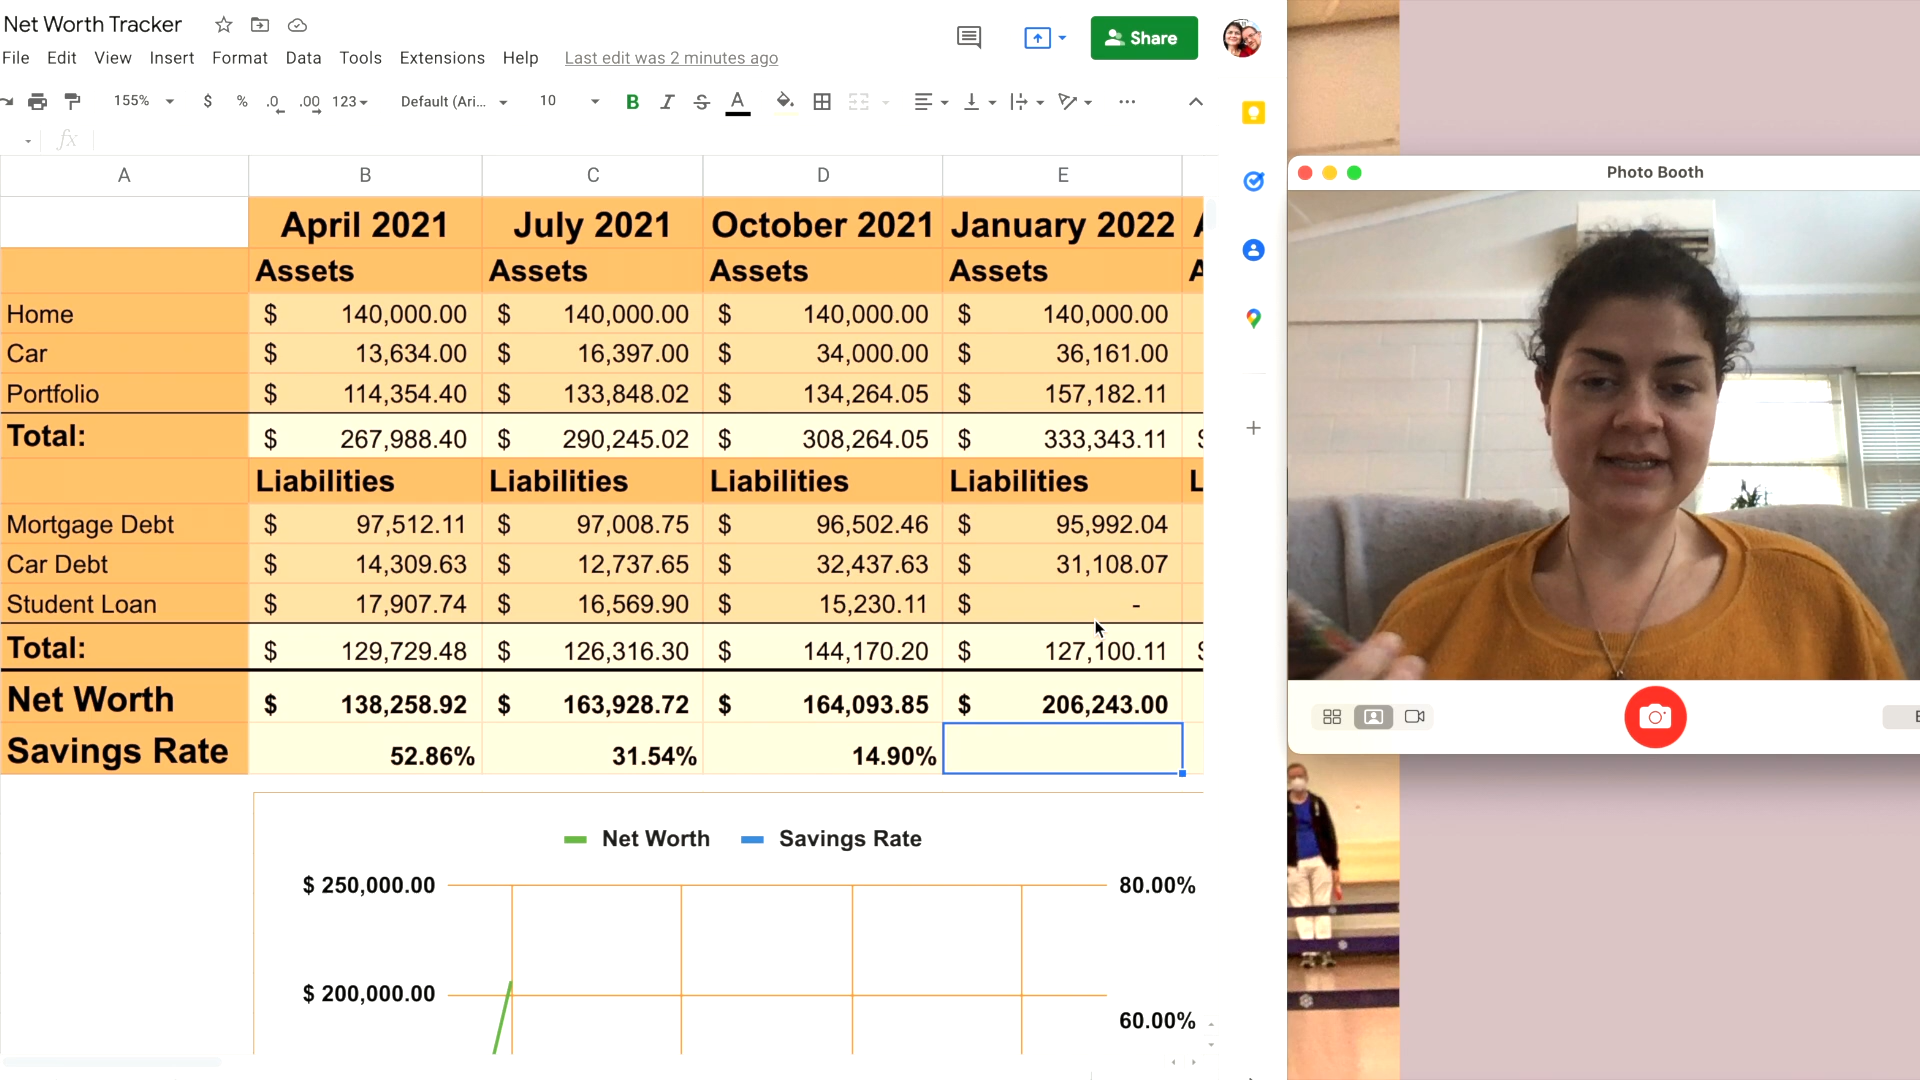 Net Worth Tracker
File Edit View Insert Format Data Tools Extensions Help Last edit was 2 minutes ago
Share
155% $ % .0 .00 123 Default (Ari... 10 B I S A ...
fx
A B C D E
April 2021 July 2021 October 2021 January 2022 A
Assets Assets Assets Assets A
Home $ 140,000.00 $ 140,000.00 $ 140,000.00 $ 140,000.00
Car $ 13,634.00 $ 16,397.00 $ 34,000.00 $ 36,161.00
Portfolio $ 114,354.40 $ 133,848.02 $ 134,264.05 $ 157,182.11
Total: $ 267,988.40 $ 290,245.02 $ 308,264.05 $ 333,343.11
Liabilities Liabilities Liabilities Liabilities L
Mortgage Debt $ 97,512.11 $ 97,008.75 $ 96,502.46 $ 95,992.04
Car Debt $ 14,309.63 $ 12,737.65 $ 32,437.63 $ 31,108.07
Student Loan $ 17,907.74 $ 16,569.90 $ 15,230.11 $ -
Total: $ 129,729.48 $ 126,316.30 $ 144,170.20 $ 127,100.11
Net Worth $ 138,258.92 $ 163,928.72 $ 164,093.85 $ 206,243.00
Savings Rate 52.86% 31.54% 14.90%
Net Worth Savings Rate
$ 250,000.00 80.00%
$ 200,000.00
60.00%
Photo Booth